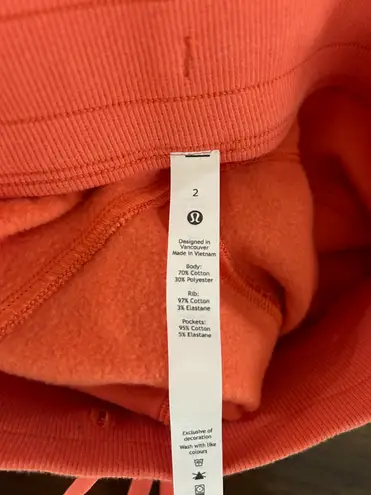 2
Designed in
Vancouver
Made in Vietnam
Body:
70% Cotton
30% Polyester
Rib:
97% Cotton
3% Elastane
Pockets:
95% Cotton
5% Elastane
Exclusive of
decoration
Wash with like
colours